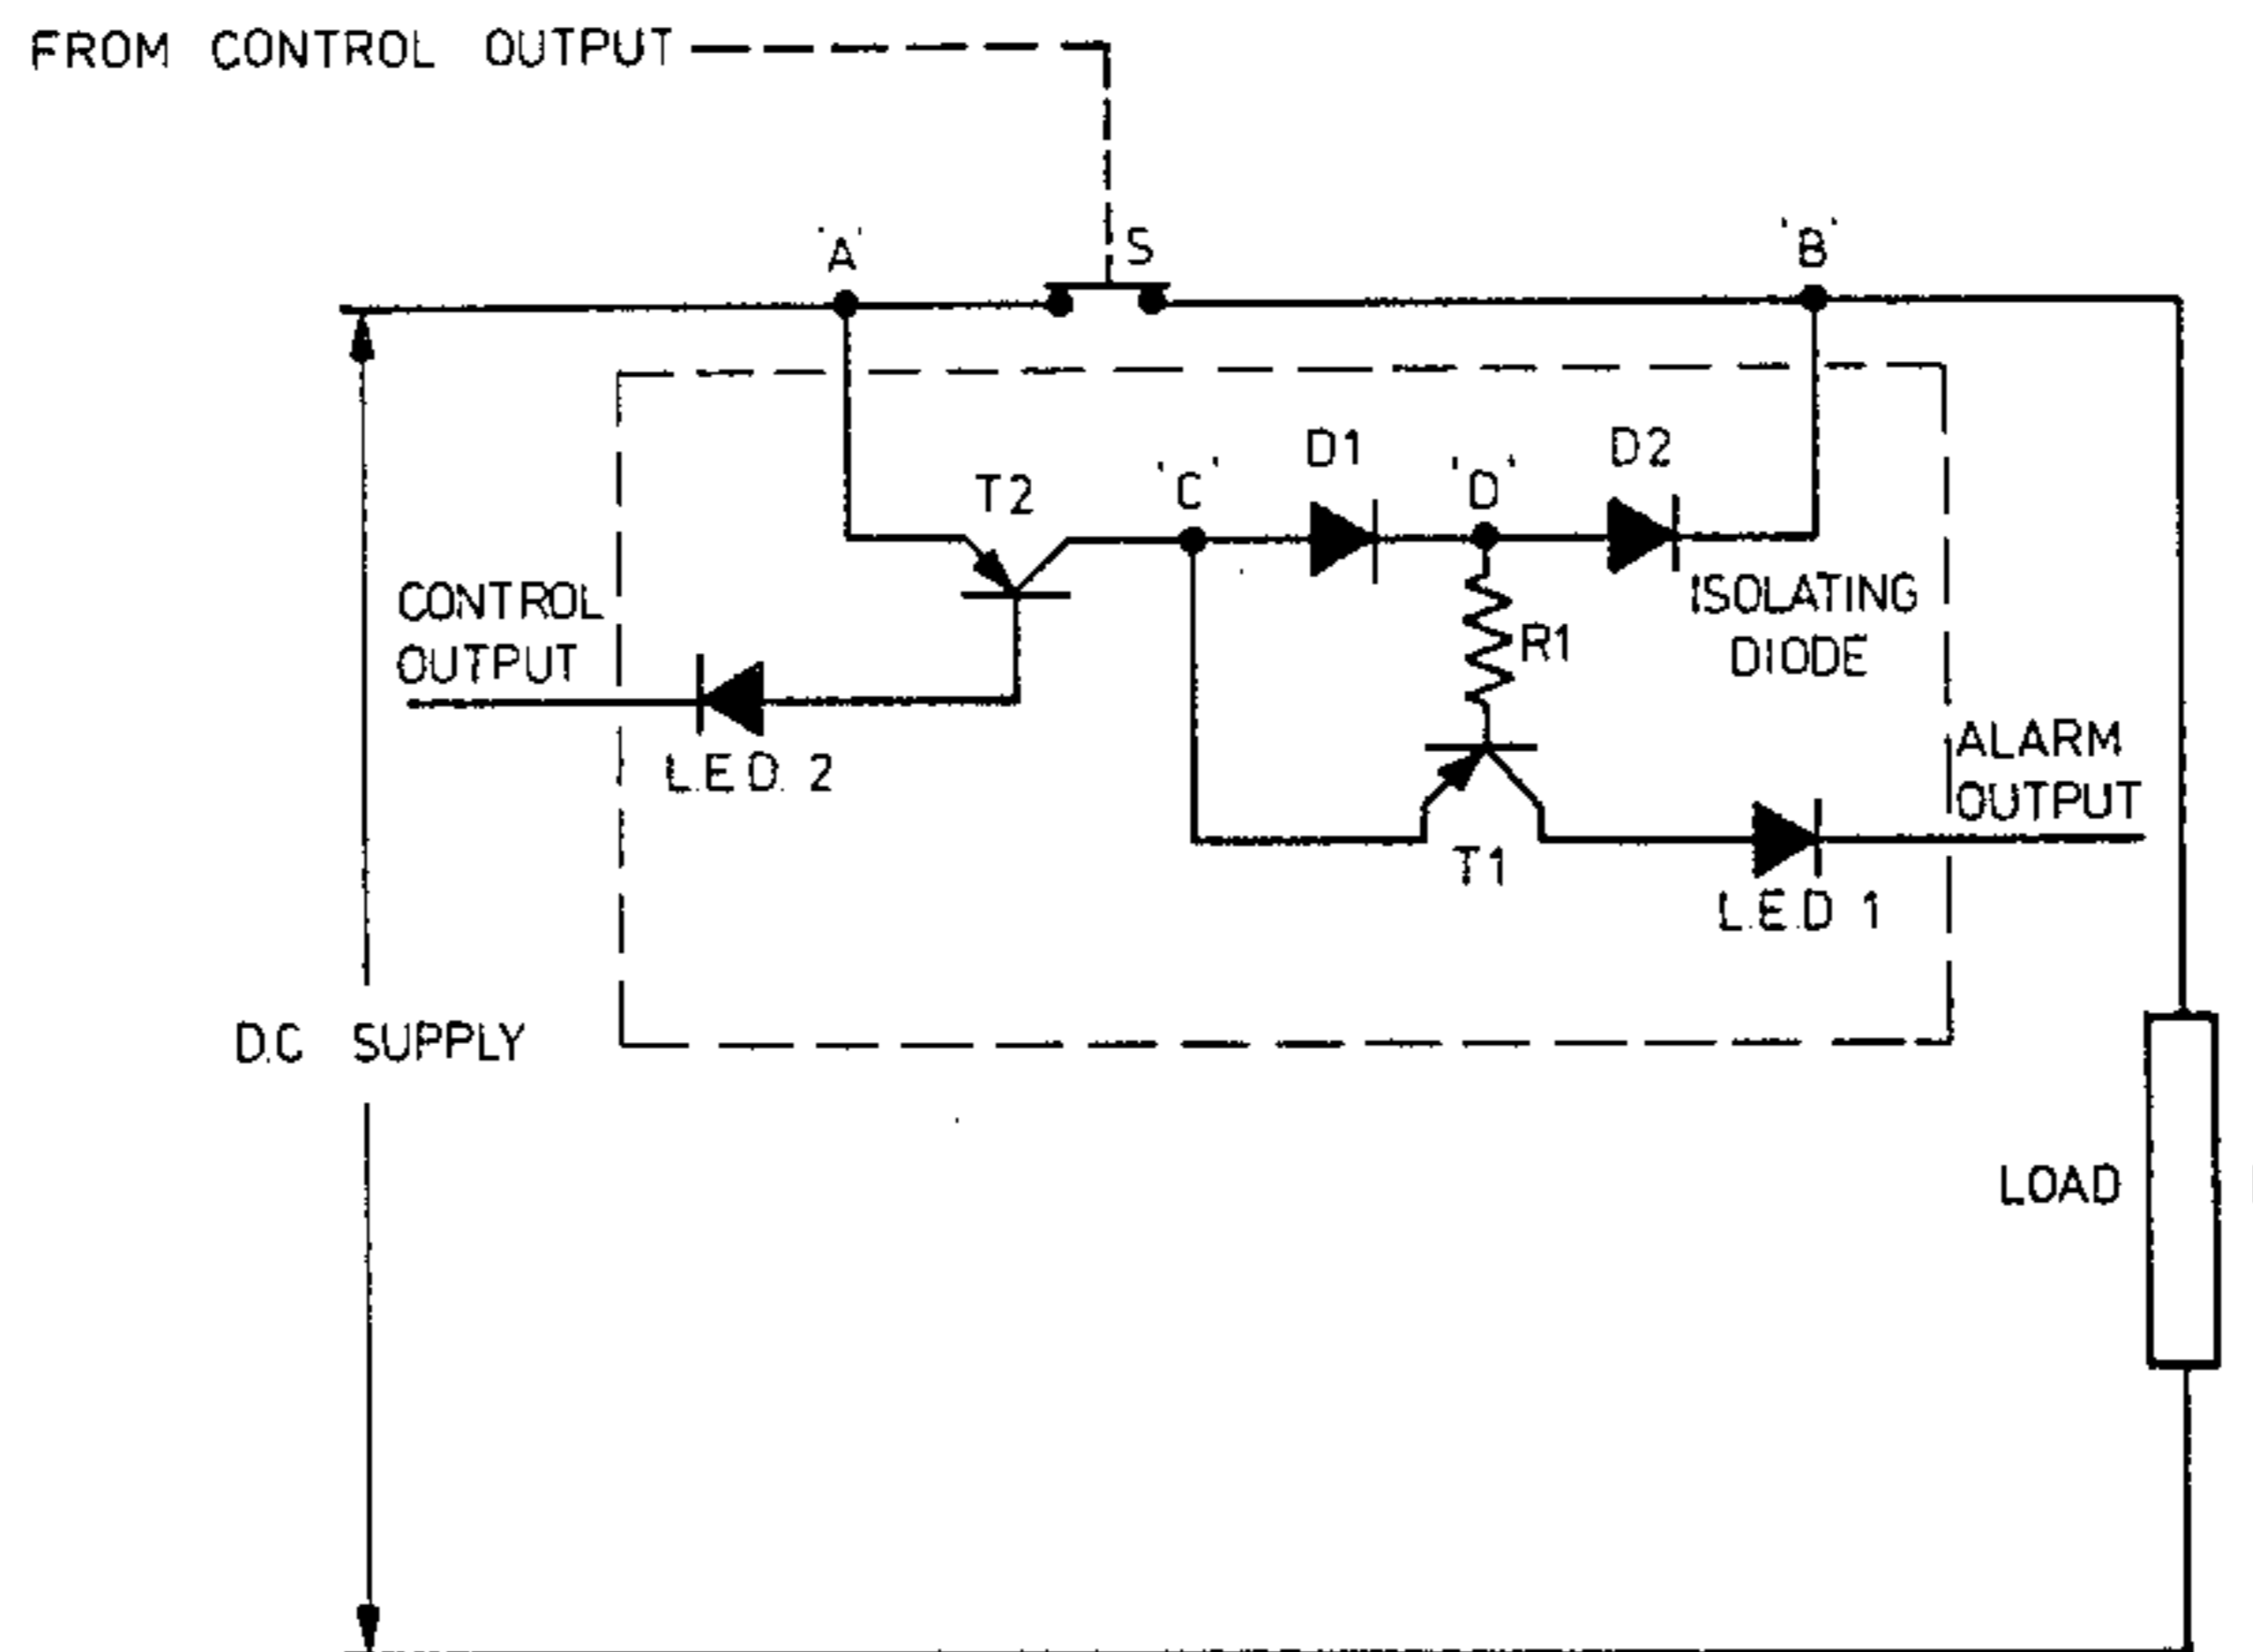 FROM CONTROL OUTPUT
'A'
S
'B'
D1
D2
T2
'C'
'D'
CONTROL
OUTPUT
ISOLATING
DIODE
R1
L.E.D. 2
ALARM
OUTPUT
T1
L.E.D 1
D.C SUPPLY
LOAD